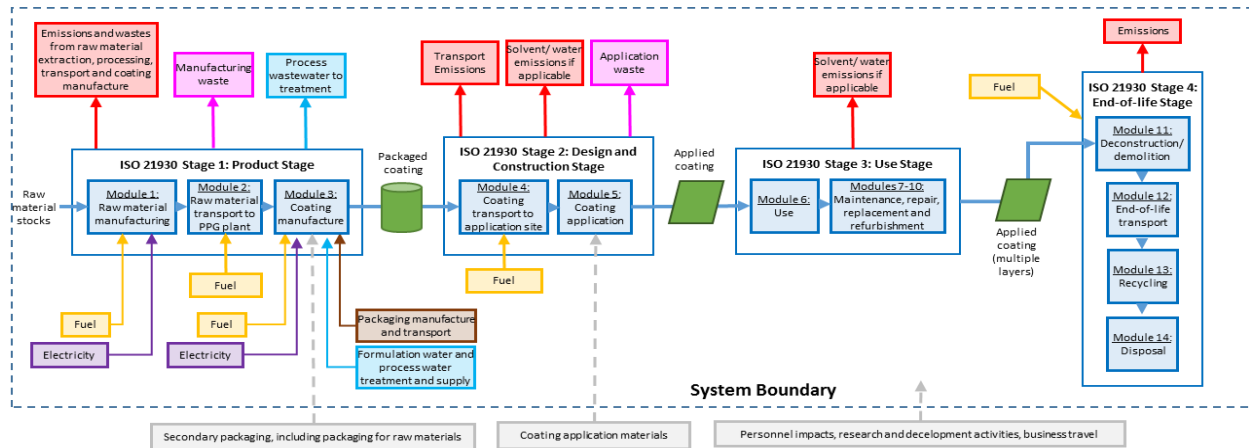 Emissions and wastes
from raw material
extraction, processing,
transport and coating
manufacture
Manufacturing
waste
Process
wastewater to
treatment
Transport
Emissions
Solvent/ water
emissions if
applicable
Application
waste
Solvent/ water
emissions if
applicable
Emissions
Fuel
ISO 21930 Stage 1: Product Stage
Raw
material
stocks
Module 1:
Raw material
manufacturing
Module 2:
Raw material
transport to
PPG plant
Module 3:
Coating
manufacture
Packaged
coating
ISO 21930 Stage 2: Design and
Construction Stage
Module 4:
Coating
transport to
application site
Module 5:
Coating
application
Applied
coating
ISO 21930 Stage 3: Use Stage
Module 6:
Use
Modules 7-10:
Maintenance, repair,
replacement and
refurbishment
Applied
coating
(multiple
layers)
ISO 21930 Stage 4:
End-of-life Stage
Module 11:
Deconstruction/
demolition
Module 12:
End-of-life
transport
Module 13:
Recycling
Module 14:
Disposal
Fuel
Fuel
Fuel
Fuel
Electricity
Electricity
Packaging manufacture
and transport
Formulation water and
process water
treatment and supply
System Boundary
Secondary packaging, including packaging for raw materials
Coating application materials
Personnel impacts, research and decelopment activities, business travel